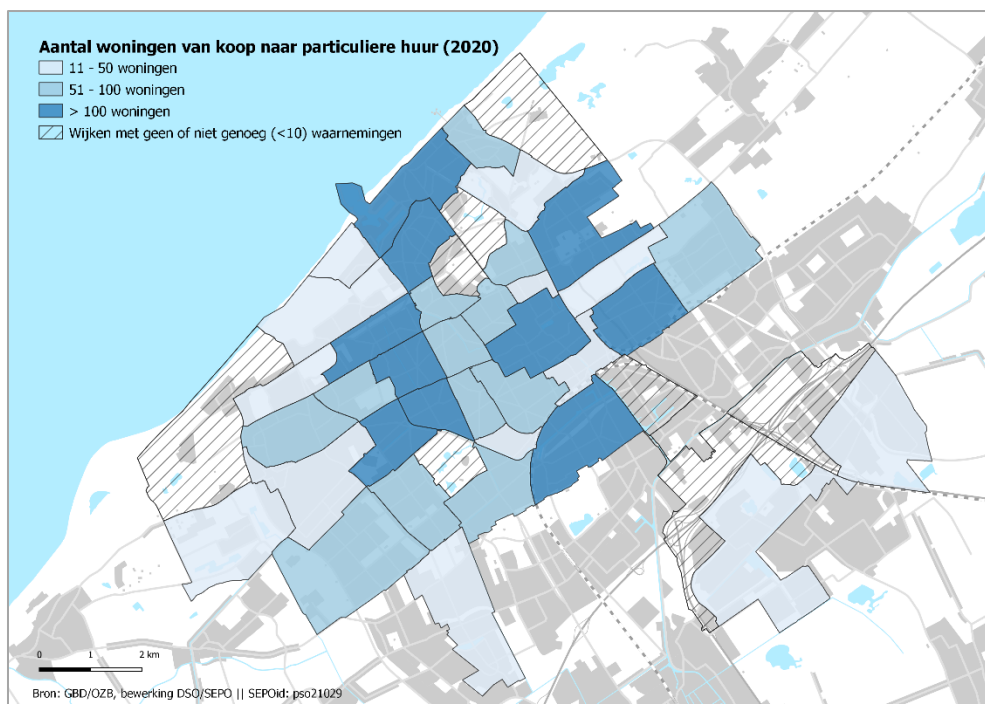 Aantal woningen van koop naar particuliere huur (2020)
11 - 50 woningen
51 - 100 woningen
> 100 woningen
Wijken met geen of niet genoeg (<10) waarnemingen
0 1 2 km
Bron: GBD/OZB, bewerking DSO/SEPO || SEPOid: pso21029